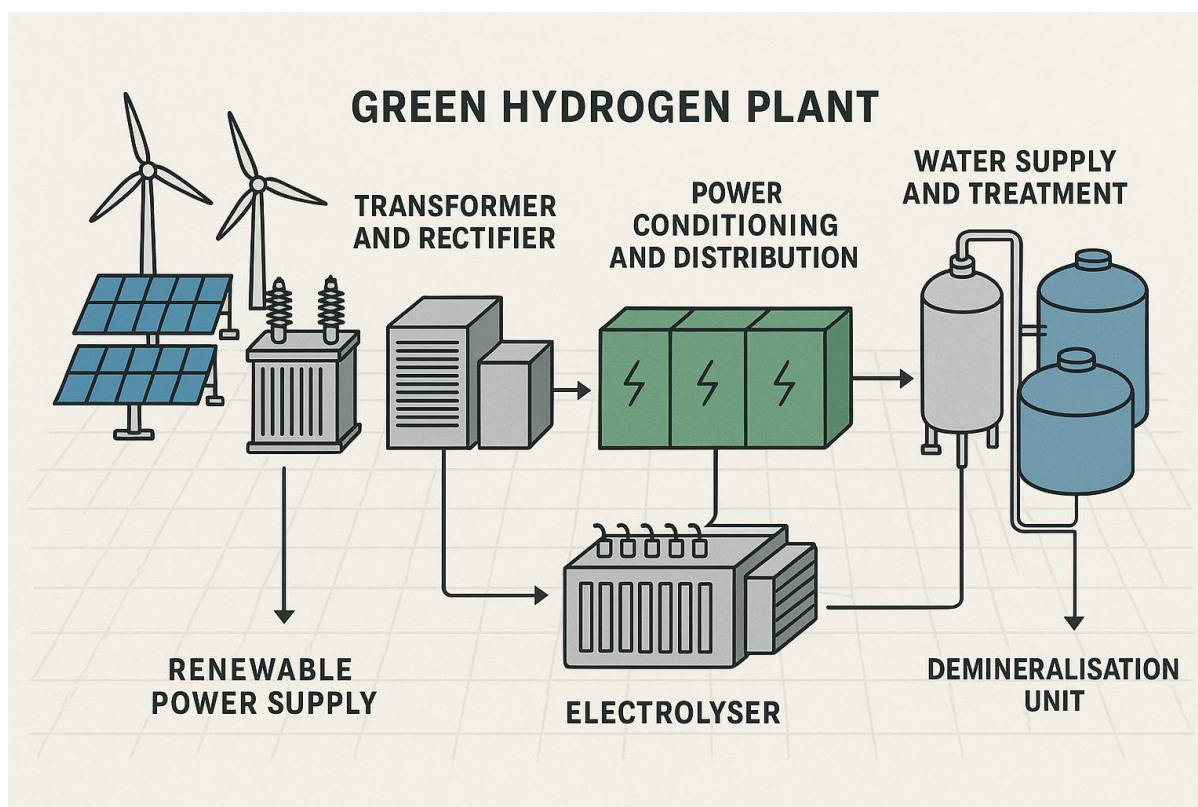 GREEN HYDROGEN PLANT
TRANSFORMER
AND RECTIFIER
POWER
CONDITIONING
AND DISTRIBUTION
WATER SUPPLY
AND TREATMENT
RENEWABLE
POWER SUPPLY
ELECTROLYSER
DEMINERALISATION
UNIT